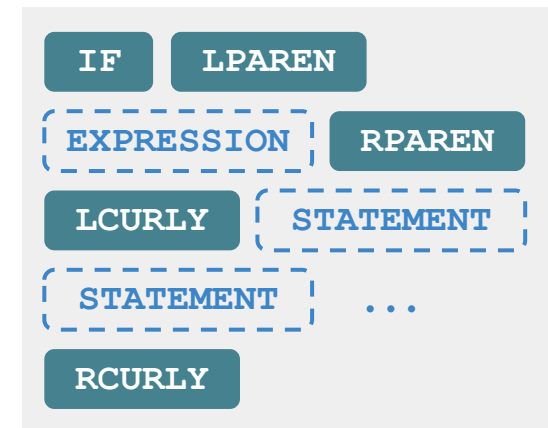 IF LPAREN
EXPRESSION RPAREN
LCURLY STATEMENT
STATEMENT ...
RCURLY